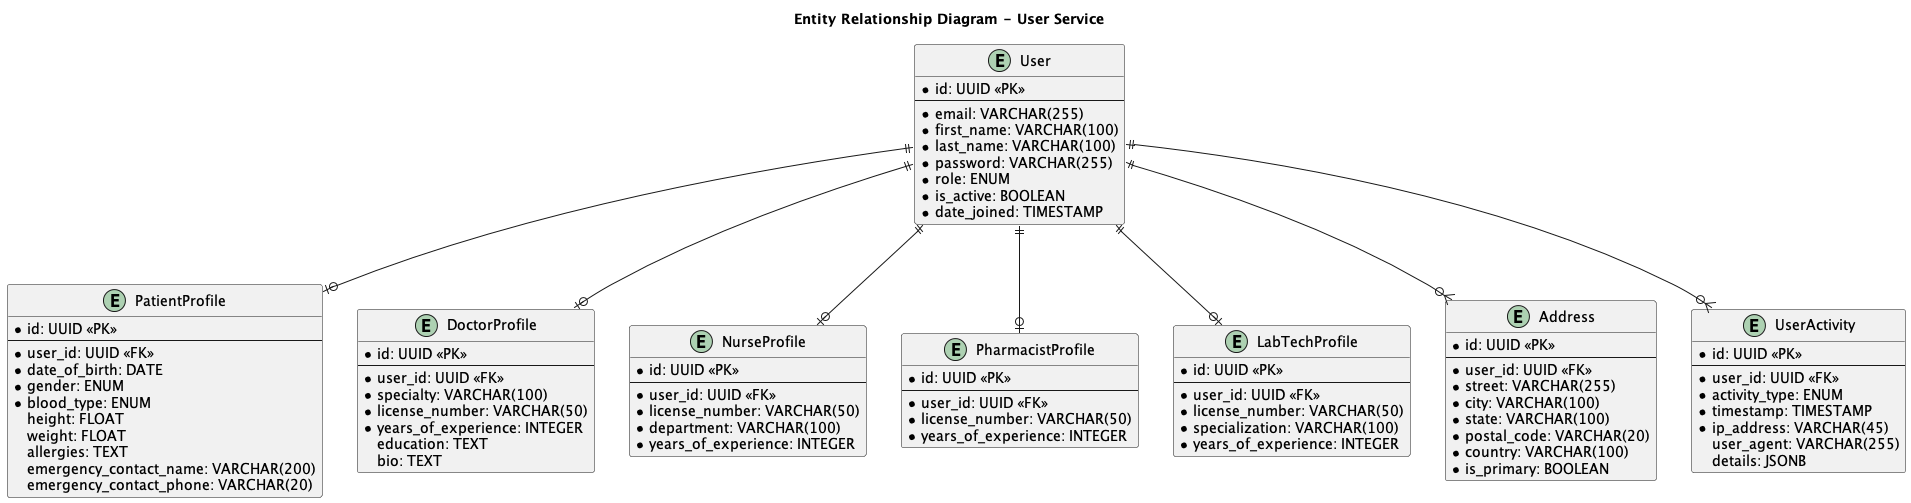 Entity Relationship Diagram - User Service
E User
• id: UUID «PK»
• email: VARCHAR(255)
• first_name: VARCHAR(100)
• last_name: VARCHAR(100)
• password: VARCHAR(255)
• role: ENUM
• is_active: BOOLEAN
• date_joined: TIMESTAMP
E PatientProfile
• id: UUID «PK»
• user_id: UUID «FK»
• date_of_birth: DATE
• gender: ENUM
• blood_type: ENUM
height: FLOAT
weight: FLOAT
allergies: TEXT
emergency_contact_name: VARCHAR(200)
emergency_contact_phone: VARCHAR(20)
E DoctorProfile
• id: UUID «PK»
• user_id: UUID «FK»
• specialty: VARCHAR(100)
• license_number: VARCHAR(50)
• years_of_experience: INTEGER
education: TEXT
bio: TEXT
E NurseProfile
• id: UUID «PK»
• user_id: UUID «FK»
• license_number: VARCHAR(50)
• department: VARCHAR(100)
• years_of_experience: INTEGER
E PharmacistProfile
• id: UUID «PK»
• user_id: UUID «FK»
• license_number: VARCHAR(50)
• years_of_experience: INTEGER
E LabTechProfile
• id: UUID «PK»
• user_id: UUID «FK»
• license_number: VARCHAR(50)
• specialization: VARCHAR(100)
• years_of_experience: INTEGER
E Address
• id: UUID «PK»
• user_id: UUID «FK»
• street: VARCHAR(255)
• city: VARCHAR(100)
• state: VARCHAR(100)
• postal_code: VARCHAR(20)
• country: VARCHAR(100)
• is_primary: BOOLEAN
E UserActivity
• id: UUID «PK»
• user_id: UUID «FK»
• activity_type: ENUM
• timestamp: TIMESTAMP
• ip_address: VARCHAR(45)
user_agent: VARCHAR(255)
details: JSONB